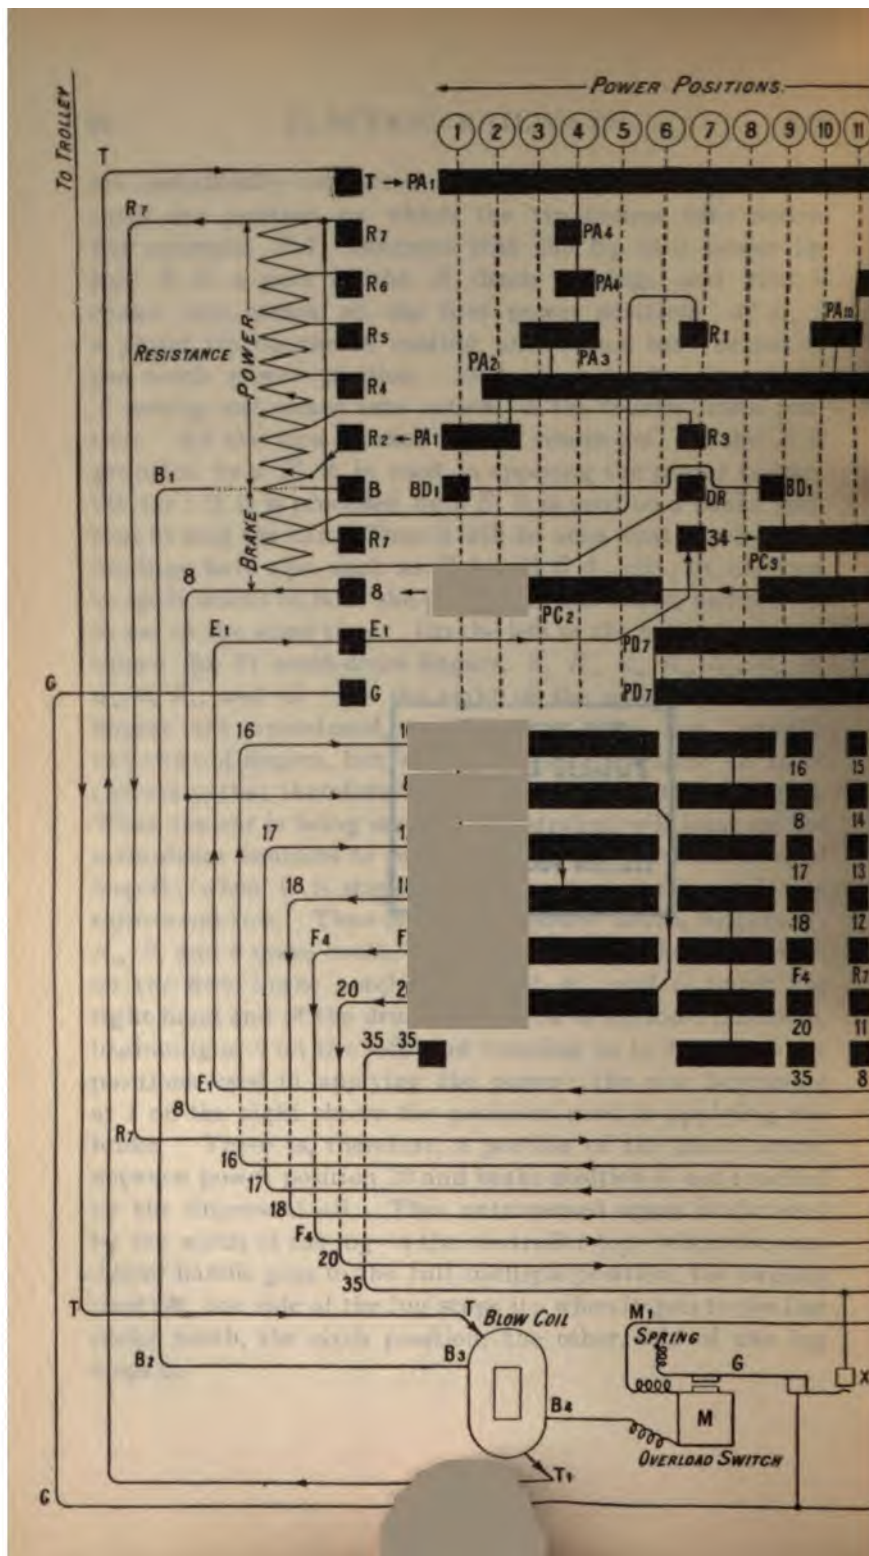 POWER POSITIONS.
1 2 3 4 5 6 7 8 9 10 11
TO TROLLEY
T
T → PA1
R7
R7
PA4
R6
PA4
RESISTANCE
POWER
R5
PA3
R1
PA10
PA2
R4
R2 ← PA1
R3
B1
B
BD1
DR
BD1
BRAKE
R7
34
PC3
8
8
PC2
E1
E1
PD7
G
G
PD7
16
16
15
8
14
17
17
13
18
18
12
F4
F
F4
R7
20
20
11
35
35
35
8
E1
8
R7
16
17
18
F4
20
35
T
T
BLOW COIL
M1
SPRING
B2
B3
G
X
B4
M
OVERLOAD SWITCH
T1
G